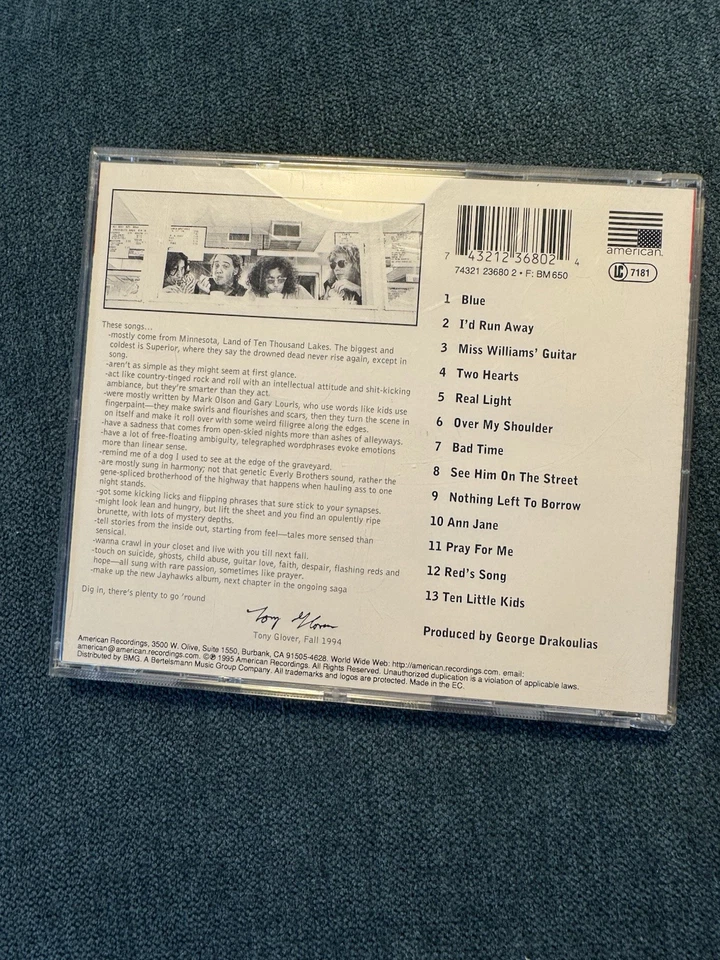 These songs...
-mostly come from Minnesota, Land of Ten Thousand Lakes. The biggest and
coldest is Superior, where they say the drowned dead never rise again, except in
song.
-aren't as simple as they might seem at first glance.
-act like country-tinged rock and roll with an intellectual attitude and shit-kicking
ambiance, but they're smarter than they act.
-were mostly written by Mark Olson and Gary Louris, who use words like kids use
fingerpaint—they make swirls and flourishes and scars, then they turn the scene in
on itself and make it roll over with some weird filigree along the edges.
-have a sadness that comes from open-skied nights more than ashes of alleyways.
-have a lot of free-floating ambiguity, telegraphed wordphrases evoke emotions
more than linear sense.
-remind me of a dog I used to see at the edge of the graveyard.
-are mostly sung in harmony; not that genetic Everly Brothers sound, rather the
gene-spliced brotherhood of the highway that happens when hauling ass to one
night stands.
-got some kicking licks and flipping phrases that sure stick to your synapses.
-might look lean and hungry, but lift the sheet and you find an opulently ripe
brunette, with lots of mystery depths.
-tell stories from the inside out, starting from feel—tales more sensed than
sensical.
-wanna crawl in your closet and live with you till next fall.
-touch on suicide, ghosts, child abuse, guitar love, faith, despair, flashing reds and
hope—all sung with rare passion, sometimes like prayer.
-make up the new Jayhawks album, next chapter in the ongoing saga
Dig in, there's plenty to go 'round
Tony Glover
Tony Glover, Fall 1994
7 43212 36802 4
74321 23680 2 • F: BM 650
american.
LC 7181
1 Blue
2 I'd Run Away
3 Miss Williams' Guitar
4 Two Hearts
5 Real Light
6 Over My Shoulder
7 Bad Time
8 See Him On The Street
9 Nothing Left To Borrow
10 Ann Jane
11 Pray For Me
12 Red's Song
13 Ten Little Kids
Produced by George Drakoulias
American Recordings, 3500 W. Olive, Suite 1550, Burbank, CA 91505-4628. World Wide Web: http://american.recordings.com. email:
american@american.recordings.com. ©℗ 1995 American Recordings. All Rights Reserved. Unauthorized duplication is a violation of applicable laws.
Distributed by BMG. A Bertelsmann Music Group Company. All trademarks and logos are protected. Made in the EC.